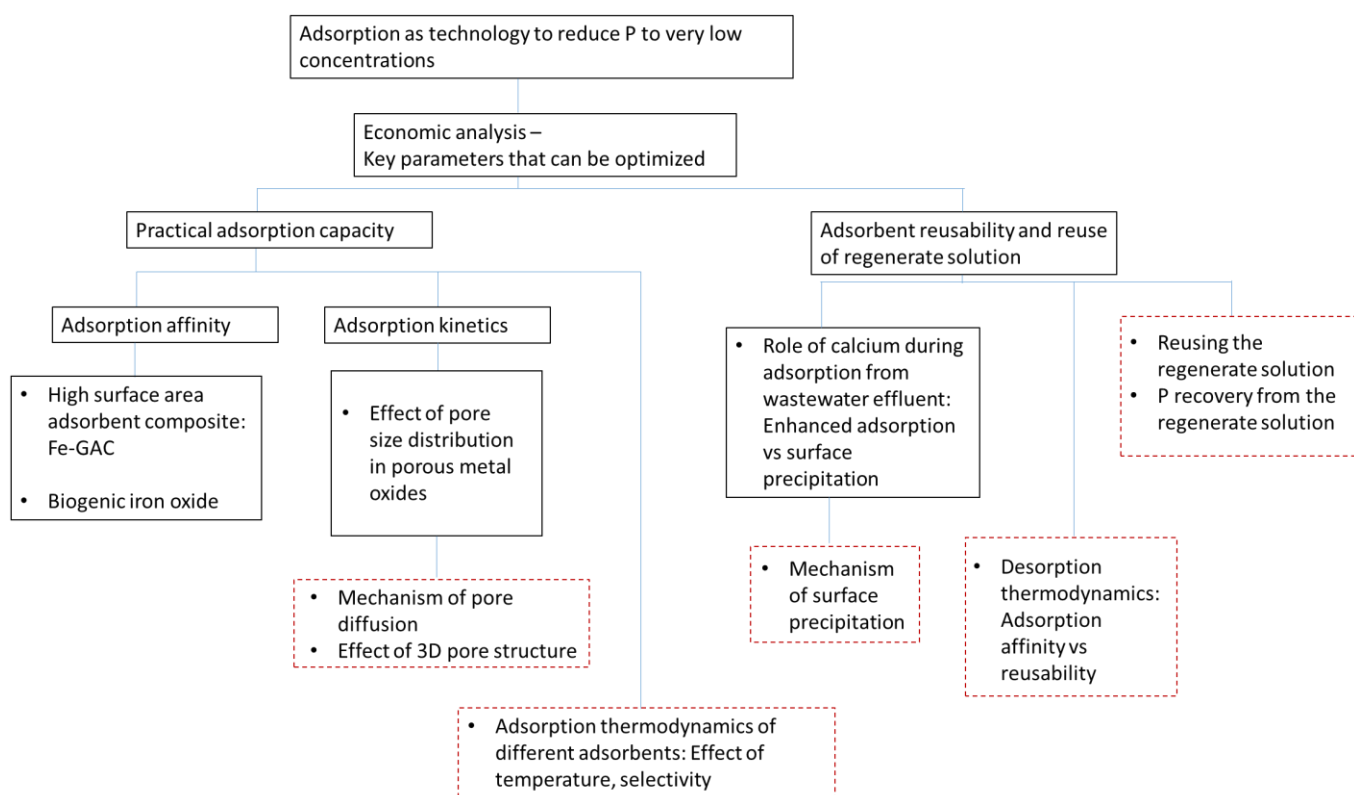 Adsorption as technology to reduce P to very low
concentrations
Economic analysis –
Key parameters that can be optimized
Practical adsorption capacity
Adsorbent reusability and reuse
of regenerate solution
Adsorption affinity
Adsorption kinetics
• High surface area
adsorbent composite:
Fe-GAC
• Biogenic iron oxide
• Effect of pore
size distribution
in porous metal
oxides
• Role of calcium during
adsorption from
wastewater effluent:
Enhanced adsorption
vs surface
precipitation
• Reusing the
regenerate solution
• P recovery from the
regenerate solution
• Mechanism of pore
diffusion
• Effect of 3D pore structure
• Mechanism
of surface
precipitation
• Desorption
thermodynamics:
Adsorption
affinity vs
reusability
• Adsorption thermodynamics of
different adsorbents: Effect of
temperature, selectivity